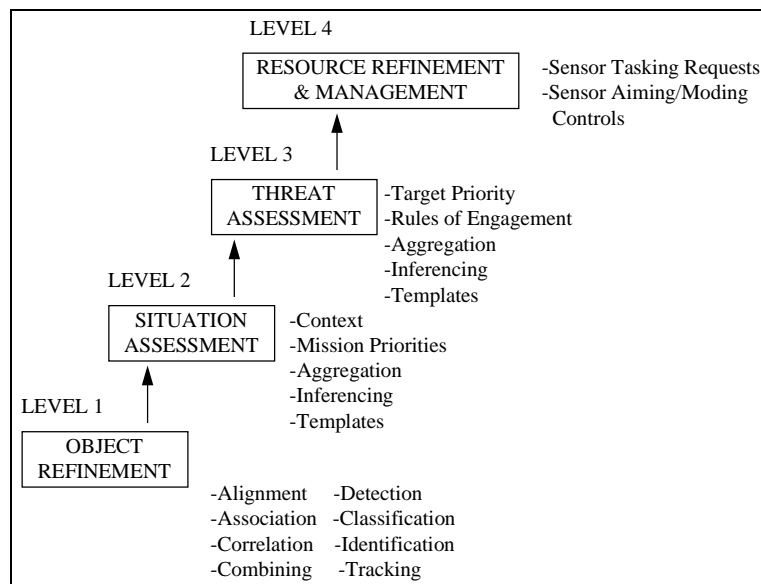 LEVEL 4
RESOURCE REFINEMENT
& MANAGEMENT
-Sensor Tasking Requests
-Sensor Aiming/Moding
Controls
LEVEL 3
THREAT
ASSESSMENT
-Target Priority
-Rules of Engagement
-Aggregation
-Inferencing
-Templates
LEVEL 2
SITUATION
ASSESSMENT
-Context
-Mission Priorities
-Aggregation
-Inferencing
-Templates
LEVEL 1
OBJECT
REFINEMENT
-Alignment -Detection
-Association -Classification
-Correlation -Identification
-Combining -Tracking